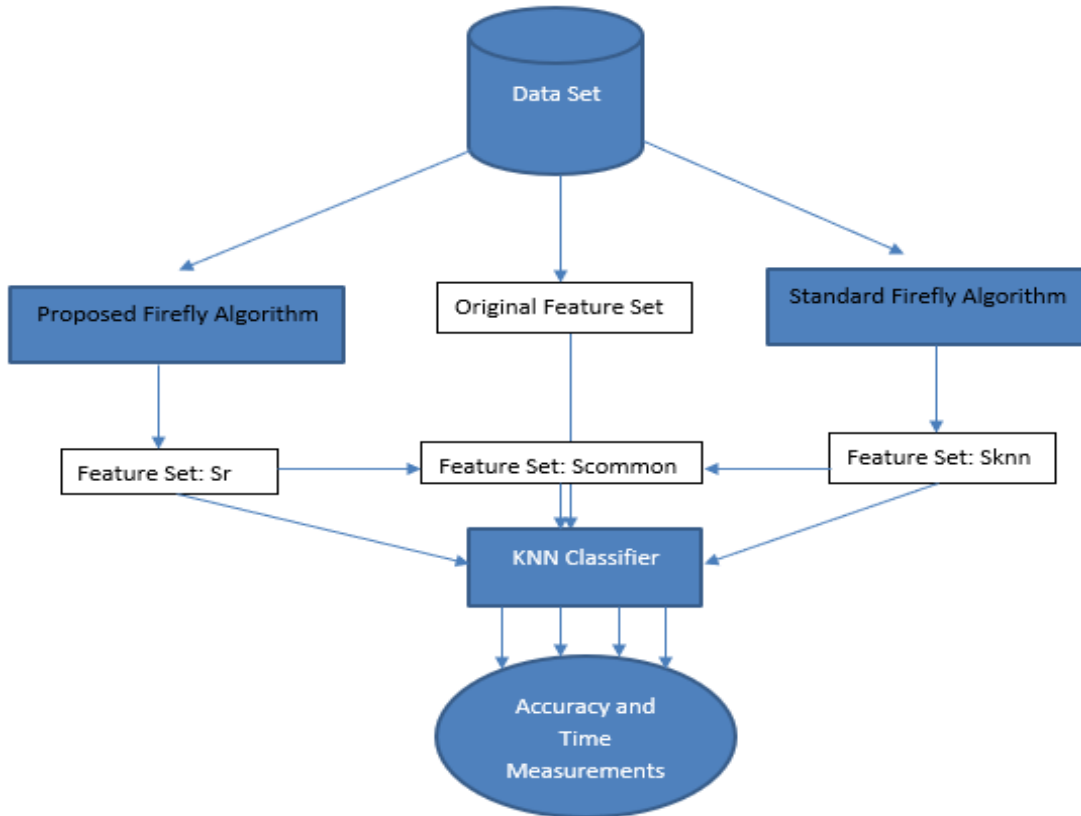 Data Set
Proposed Firefly Algorithm
Original Feature Set
Standard Firefly Algorithm
Feature Set: Sr
Feature Set: Scommon
Feature Set: Sknn
KNN Classifier
Accuracy and
Time
Measurements